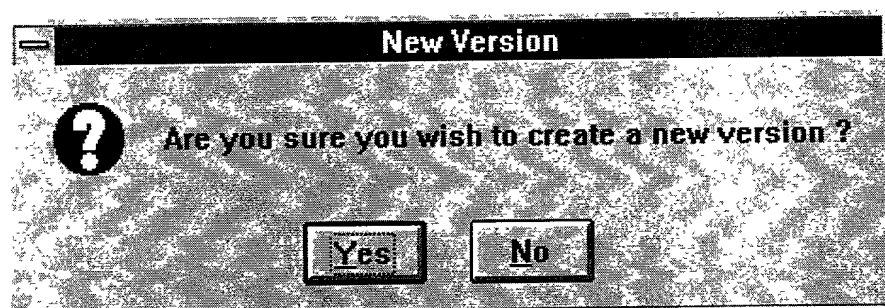 New Version
Are you sure you wish to create a new version ?
Yes
No